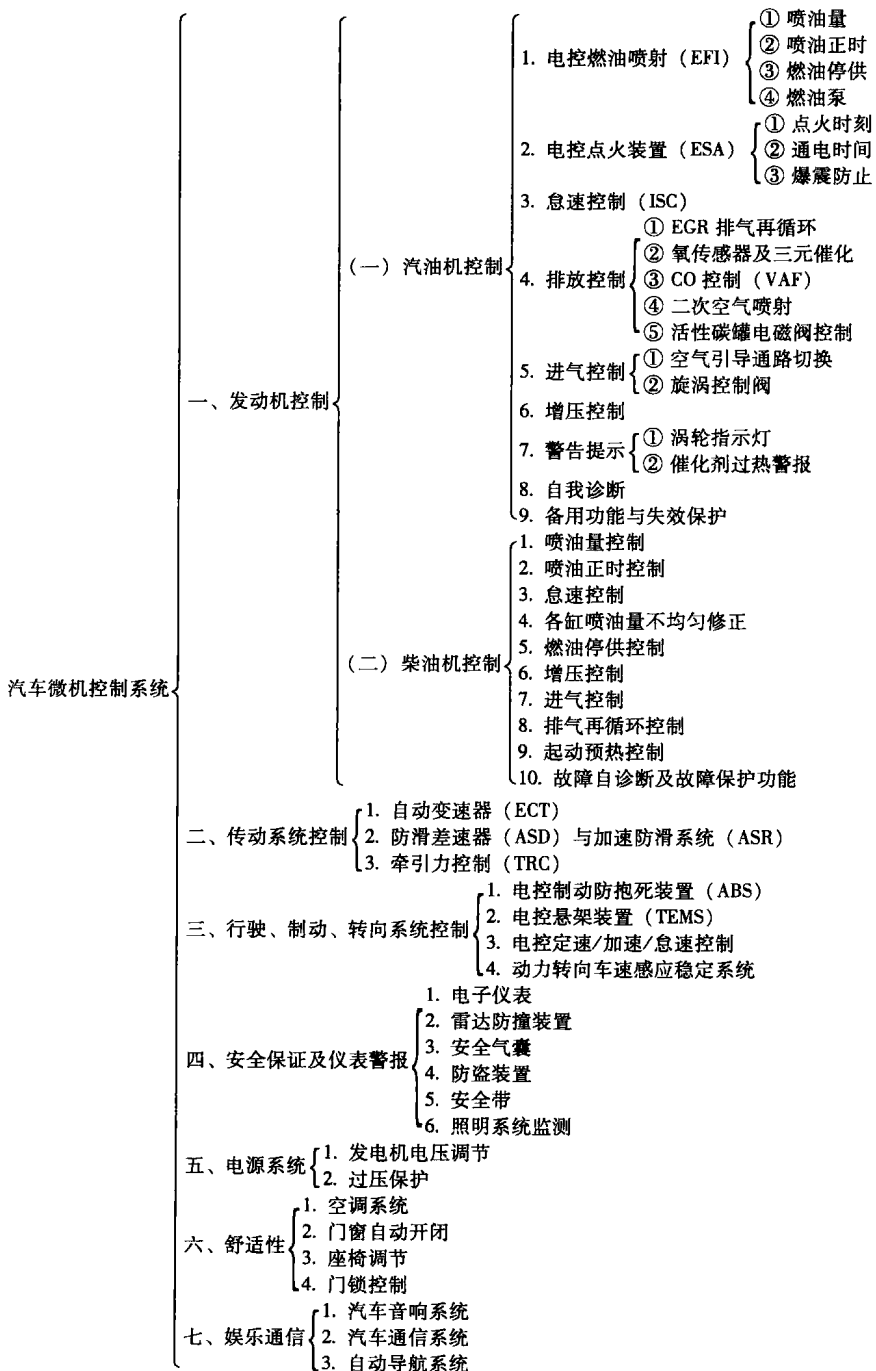 汽车微机控制系统
一、发动机控制
(一) 汽油机控制
1. 电控燃油喷射 (EFI)
① 喷油量
② 喷油正时
③ 燃油停供
④ 燃油泵
2. 电控点火装置 (ESA)
① 点火时刻
② 通电时间
③ 爆震防止
3. 怠速控制 (ISC)
4. 排放控制
① EGR 排气再循环
② 氧传感器及三元催化
③ CO 控制 (VAF)
④ 二次空气喷射
⑤ 活性碳罐电磁阀控制
5. 进气控制
① 空气引导通路切换
② 旋涡控制阀
6. 增压控制
7. 警告提示
① 涡轮指示灯
② 催化剂过热警报
8. 自我诊断
9. 备用功能与失效保护
(二) 柴油机控制
1. 喷油量控制
2. 喷油正时控制
3. 怠速控制
4. 各缸喷油量不均匀修正
5. 燃油停供控制
6. 增压控制
7. 进气控制
8. 排气再循环控制
9. 起动预热控制
10. 故障自诊断及故障保护功能
二、传动系统控制
1. 自动变速器 (ECT)
2. 防滑差速器 (ASD) 与加速防滑系统 (ASR)
3. 牵引力控制 (TRC)
三、行驶、制动、转向系统控制
1. 电控制动防抱死装置 (ABS)
2. 电控悬架装置 (TEMS)
3. 电控定速/加速/怠速控制
4. 动力转向车速感应稳定系统
四、安全保证及仪表警报
1. 电子仪表
2. 雷达防撞装置
3. 安全气囊
4. 防盗装置
5. 安全带
6. 照明系统监测
五、电源系统
1. 发电机电压调节
2. 过压保护
六、舒适性
1. 空调系统
2. 门窗自动开闭
3. 座椅调节
4. 门锁控制
七、娱乐通信
1. 汽车音响系统
2. 汽车通信系统
3. 自动导航系统